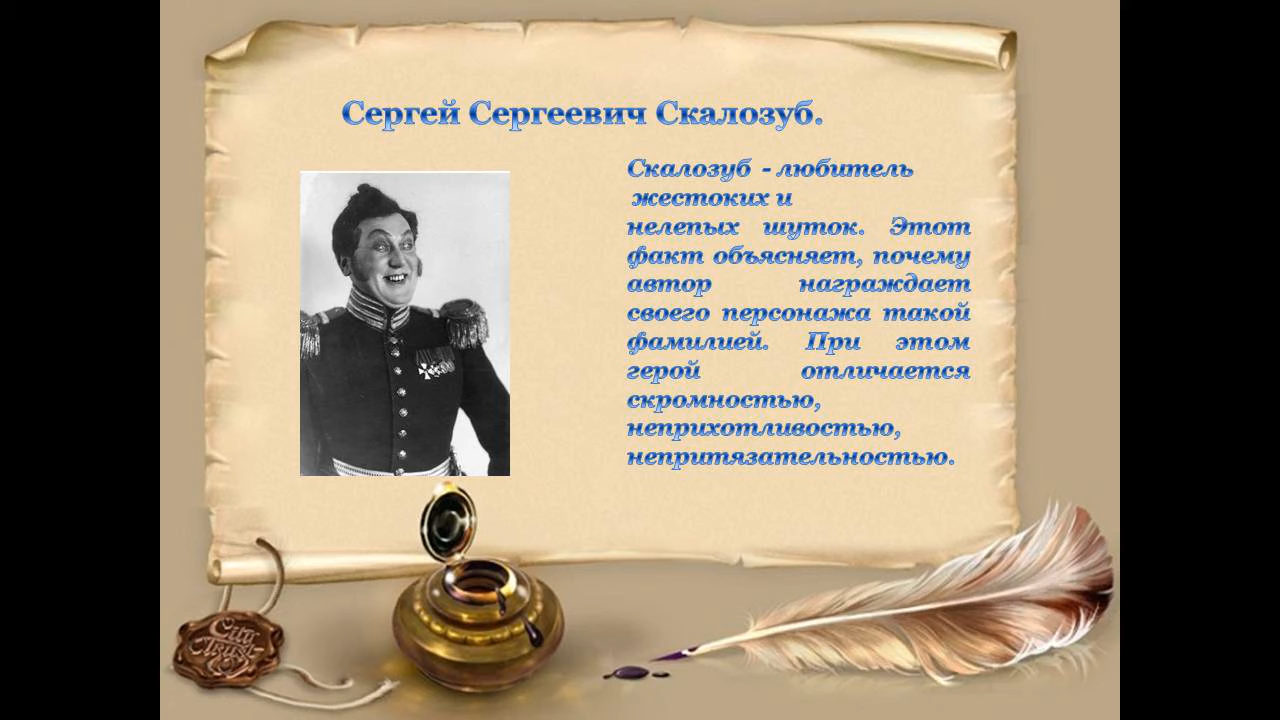 Сергей Сергеевич Скалозуб.
Скалозуб - любитель
жестоких и
нелепых шуток. Этот
факт объясняет, почему
автор награждает
своего персонажа такой
фамилией. При этом
герой отличается
скромностью,
неприхотливостью,
непритязательностью.